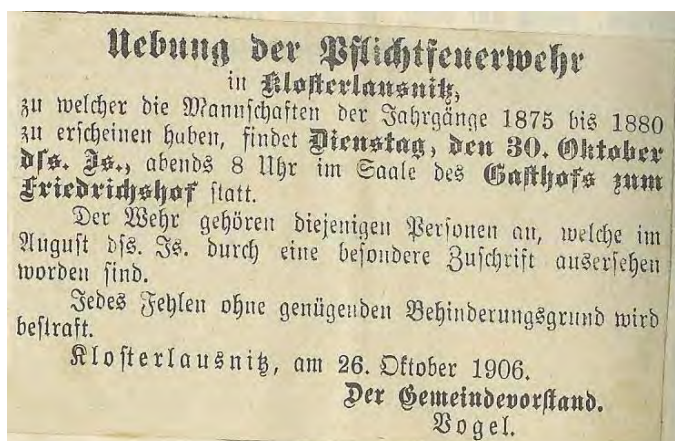 Uebung der Pflichtfeuerwehr
in Klosterlausnitz,
zu welcher die Mannschaften der Jahrgänge 1875 bis 1880
zu erscheinen haben, findet Dienstag, den 30. Oktober
dss. Js., abends 8 Uhr im Saale des Gasthofs zum
Friedrichshof statt.
Der Wehr gehören diejenigen Personen an, welche im
August dss. Js. durch eine besondere Zuschrift ausersehen
worden sind.
Jedes Fehlen ohne genügenden Behinderungsgrund wird
bestraft.
Klosterlausnitz, am 26. Oktober 1906.
Der Gemeindevorstand.
Vogel.